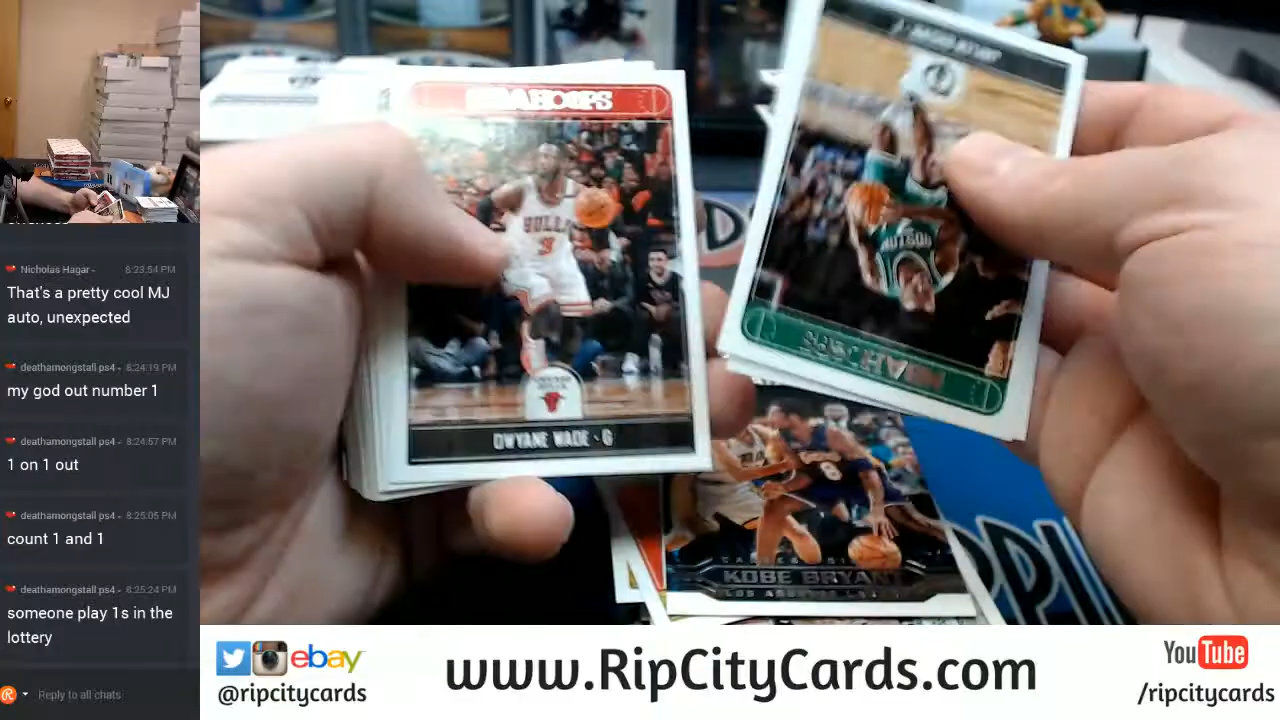 Nicholas Hagar - 8:23:54 PM
That's a pretty cool MJ
auto, unexpected
deathamongstall ps4 - 8:24:19 PM
my god out number 1
deathamongstall ps4 - 8:24:57 PM
1 on 1 out
deathamongstall ps4 - 8:25:05 PM
count 1 and 1
deathamongstall ps4 - 8:25:24 PM
someone play 1s in the
lottery
Reply to all chats
NBA HOOPS
BULLS
3
DWYANE WADE - G
BOSTON
8
KOBE BRYANT
ebay
@ripcitycards
www.RipCityCards.com
YouTube
/ripcitycards